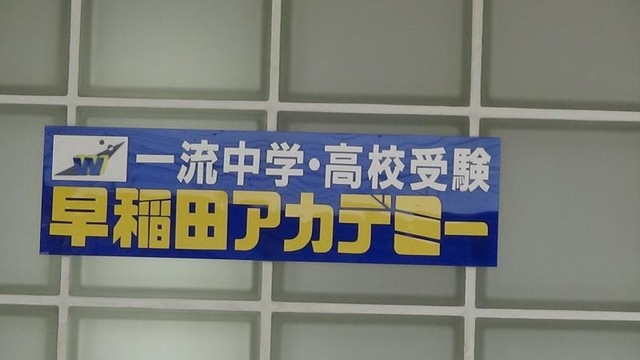 W 一流中学・高校受験
早稲田アカデミー